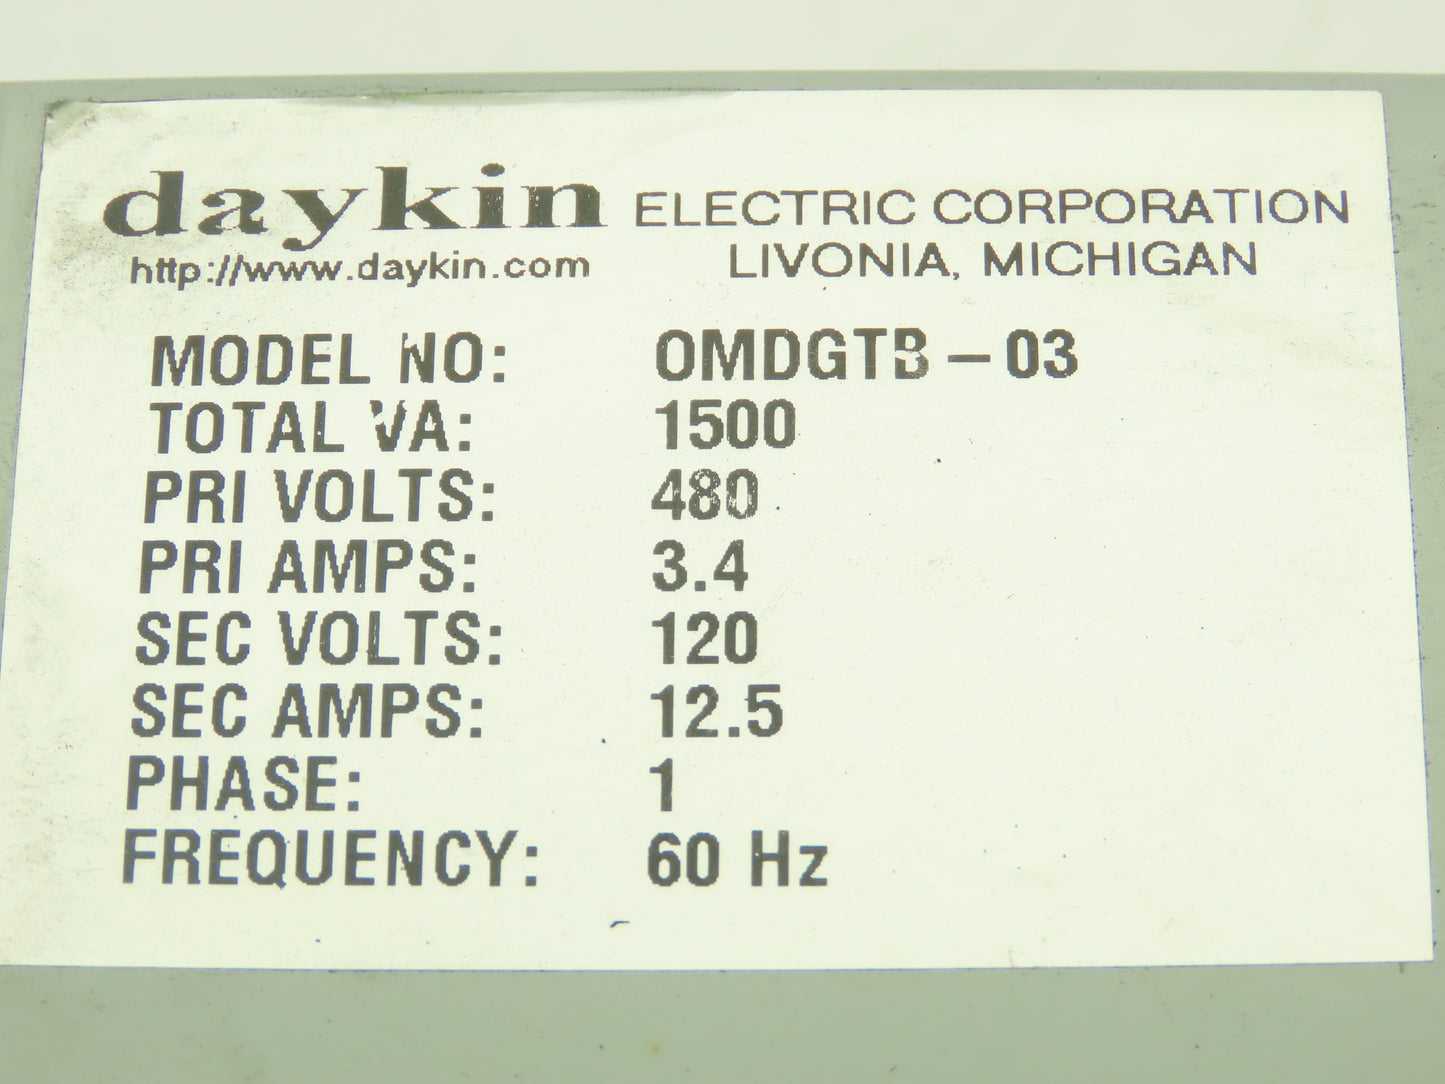 daykin ELECTRIC CORPORATION
http://www.daykin.com LIVONIA, MICHIGAN
MODEL NO: OMDGTB-03
TOTAL VA: 1500
PRI VOLTS: 480
PRI AMPS: 3.4
SEC VOLTS: 120
SEC AMPS: 12.5
PHASE: 1
FREQUENCY: 60 Hz